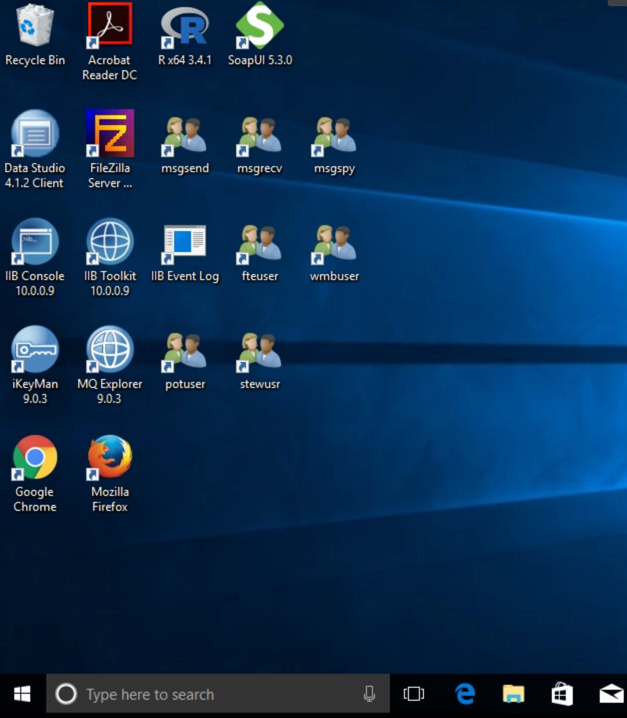 Recycle Bin
Acrobat
Reader DC
R x64 3.4.1
SoapUI 5.3.0
Data Studio
4.1.2 Client
FileZilla
Server ...
msgsend
msgrecv
msgspy
IIB Console
10.0.0.9
IIB Toolkit
10.0.0.9
IIB Event Log
fteuser
wmbuser
iKeyMan
9.0.3
MQ Explorer
9.0.3
potuser
stewusr
Google
Chrome
Mozilla
Firefox
Type here to search